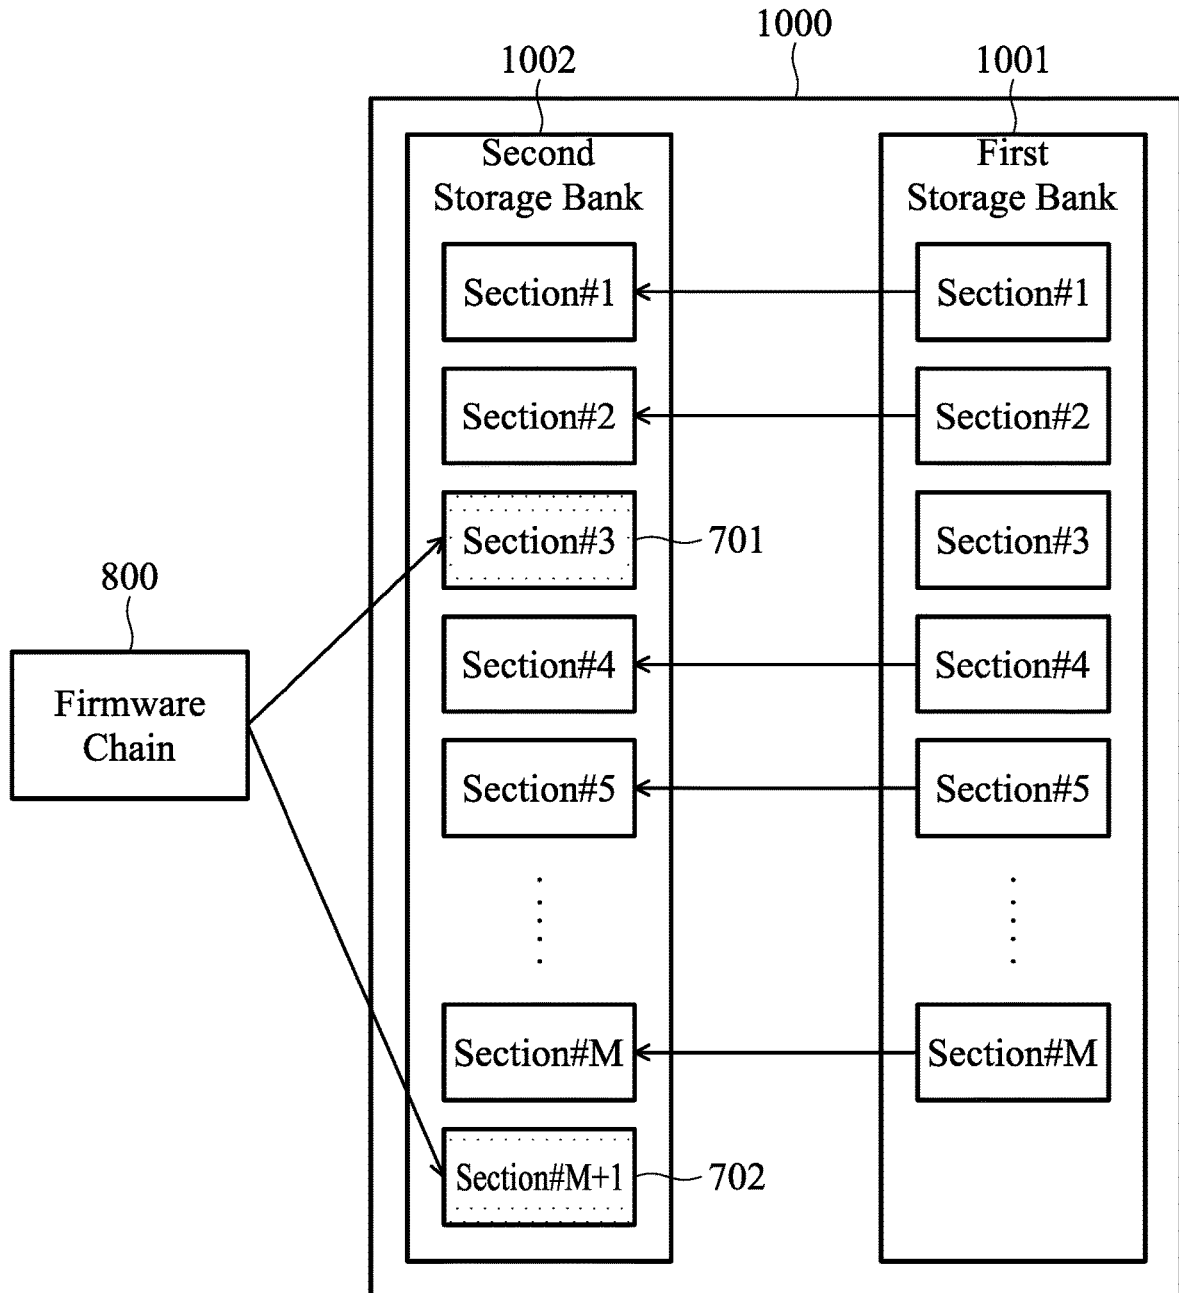 1000
1002
1001
Second
Storage Bank
First
Storage Bank
Section#1
Section#1
Section#2
Section#2
Section#3
701
Section#3
800
Firmware
Chain
Section#4
Section#4
Section#5
Section#5
Section#M
Section#M
Section#M+1
702